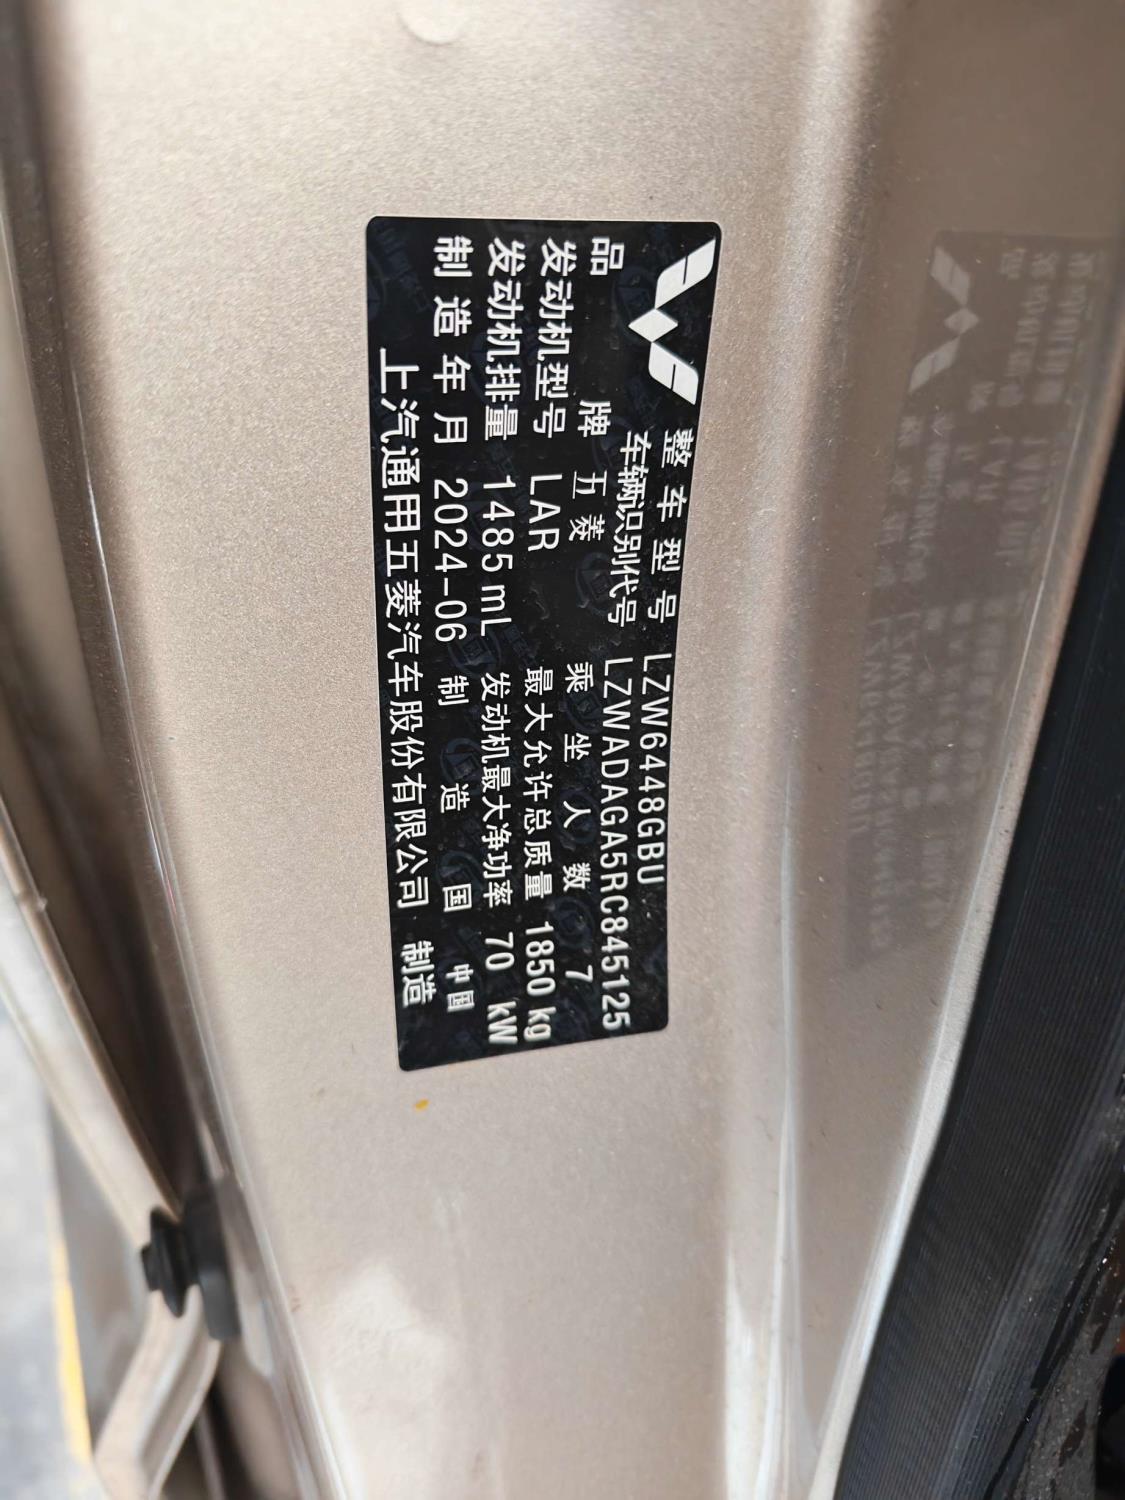 整车型号 LZW6448GBU
车辆识别代号 LZWADAGA5RC845125
品牌 五菱 乘坐人数 7
发动机型号 LAR 最大允许总质量 1850 kg
发动机排量 1485 mL 发动机最大净功率 70 kW
制造年月 2024-06 制造国 中国
上汽通用五菱汽车股份有限公司 制造